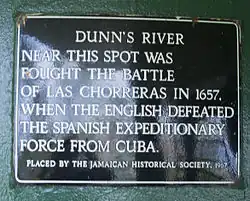 DUNN'S RIVER
NEAR THIS SPOT WAS
FOUGHT THE BATTLE
OF LAS CHORRERAS IN 1657,
WHEN THE ENGLISH DEFEATED
THE SPANISH EXPEDITIONARY
FORCE FROM CUBA.
PLACED BY THE JAMAICAN HISTORICAL SOCIETY,